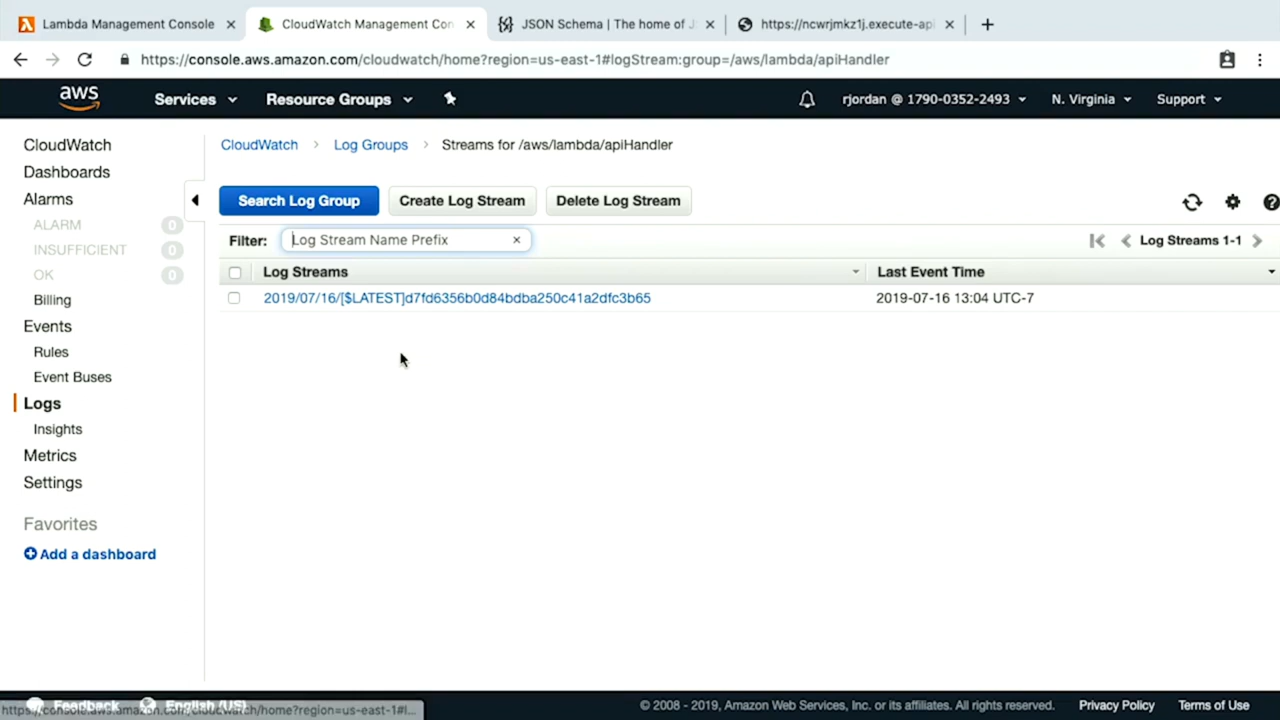 Lambda Management Console
CloudWatch Management Con
JSON Schema | The home of J
https://ncwrjmkz1j.execute-api
https://console.aws.amazon.com/cloudwatch/home?region=us-east-1#logStream:group=/aws/lambda/apiHandler
aws Services Resource Groups rjordan @ 1790-0352-2493 N. Virginia Support
CloudWatch
Dashboards
Alarms
ALARM 0
INSUFFICIENT 0
OK 0
Billing
Events
Rules
Event Buses
Logs
Insights
Metrics
Settings
Favorites
Add a dashboard
CloudWatch > Log Groups > Streams for /aws/lambda/apiHandler
Search Log Group Create Log Stream Delete Log Stream
Filter: Log Stream Name Prefix × Log Streams 1-1
Log Streams Last Event Time
2019/07/16/[$LATEST]d7fd6356b0d84bdba250c41a2dfc3b65 2019-07-16 13:04 UTC-7
Feedback English (US)
https://console.aws.amazon.com/cloudwatch/home?region=us-east-1#l...
© 2008 - 2019, Amazon Web Services, Inc. or its affiliates. All rights reserved. Privacy Policy Terms of Use